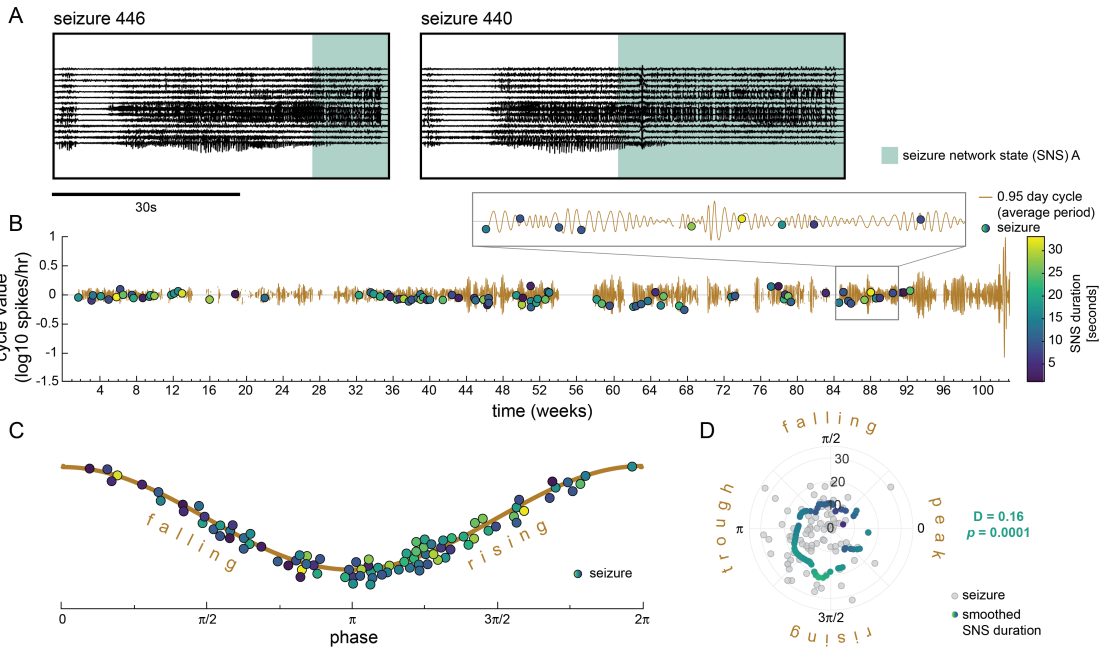 A
seizure 446
seizure 440
seizure network state (SNS) A
30s
0.95 day cycle
(average period)
seizure
B
1
0.5
0
-0.5
-1
-1.5
cycle value
(log10 spikes/hr)
4 8 12 16 20 24 28 32 36 40 44 48 52 56 60 64 68 72 76 80 84 88 92 96 100
time (weeks)
30
25
20
15
10
5
SNS duration
[seconds]
C
falling
rising
seizure
0 π/2 π 3π/2 2π
phase
D
falling
π/2
30
20
0
trough
π
0
peak
3π/2
rising
D = 0.16
p = 0.0001
seizure
smoothed
SNS duration